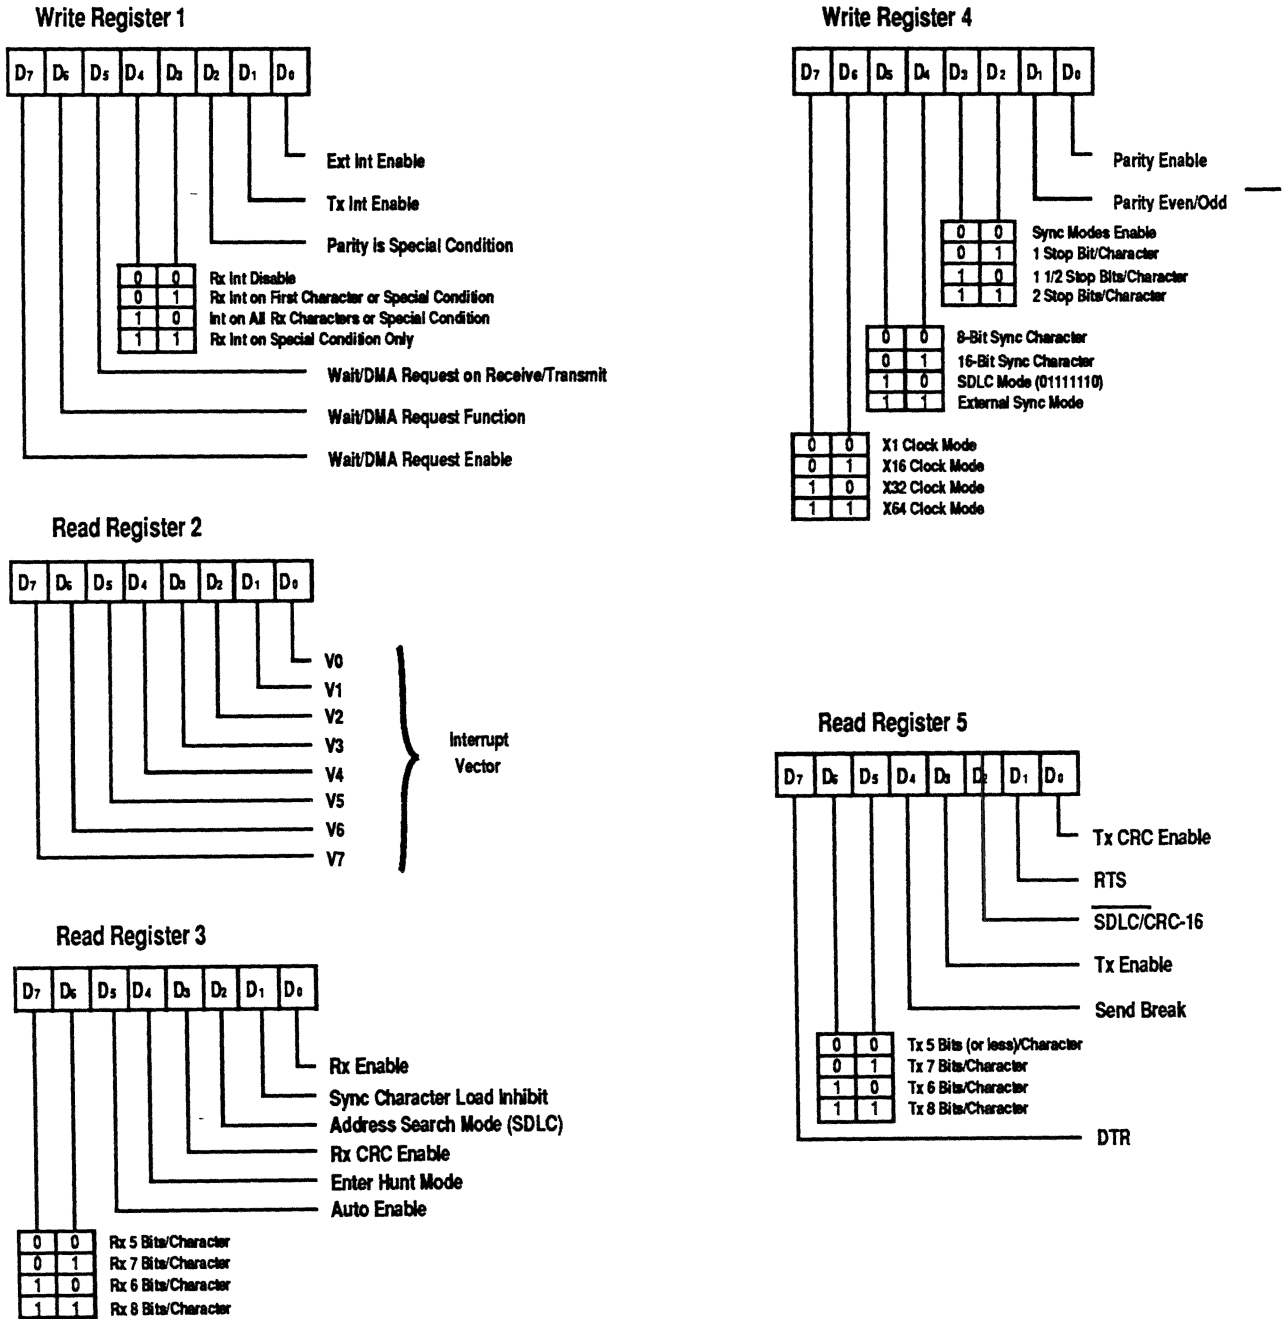 Write Register 1
D7 D6 D5 D4 D3 D2 D1 D0
Ext Int Enable
Tx Int Enable
Parity is Special Condition
0 0 Rx Int Disable
0 1 Rx Int on First Character or Special Condition
1 0 Int on All Rx Characters or Special Condition
1 1 Rx Int on Special Condition Only
Wait/DMA Request on Receive/Transmit
Wait/DMA Request Function
Wait/DMA Request Enable
Read Register 2
D7 D6 D5 D4 D3 D2 D1 D0
V0
V1
V2
V3
V4
V5
V6
V7
Interrupt
Vector
Read Register 3
D7 D6 D5 D4 D3 D2 D1 D0
Rx Enable
Sync Character Load Inhibit
Address Search Mode (SDLC)
Rx CRC Enable
Enter Hunt Mode
Auto Enable
0 0 Rx 5 Bits/Character
0 1 Rx 7 Bits/Character
1 0 Rx 6 Bits/Character
1 1 Rx 8 Bits/Character
Write Register 4
D7 D6 D5 D4 D3 D2 D1 D0
Parity Enable
Parity Even/Odd
0 0 Sync Modes Enable
0 1 1 Stop Bit/Character
1 0 1 1/2 Stop Bits/Character
1 1 2 Stop Bits/Character
0 0 8-Bit Sync Character
0 1 16-Bit Sync Character
1 0 SDLC Mode (01111110)
1 1 External Sync Mode
0 0 X1 Clock Mode
0 1 X16 Clock Mode
1 0 X32 Clock Mode
1 1 X64 Clock Mode
Read Register 5
D7 D6 D5 D4 D3 D2 D1 D0
Tx CRC Enable
RTS
SDLC/CRC-16
Tx Enable
Send Break
0 0 Tx 5 Bits (or less)/Character
0 1 Tx 7 Bits/Character
1 0 Tx 6 Bits/Character
1 1 Tx 8 Bits/Character
DTR